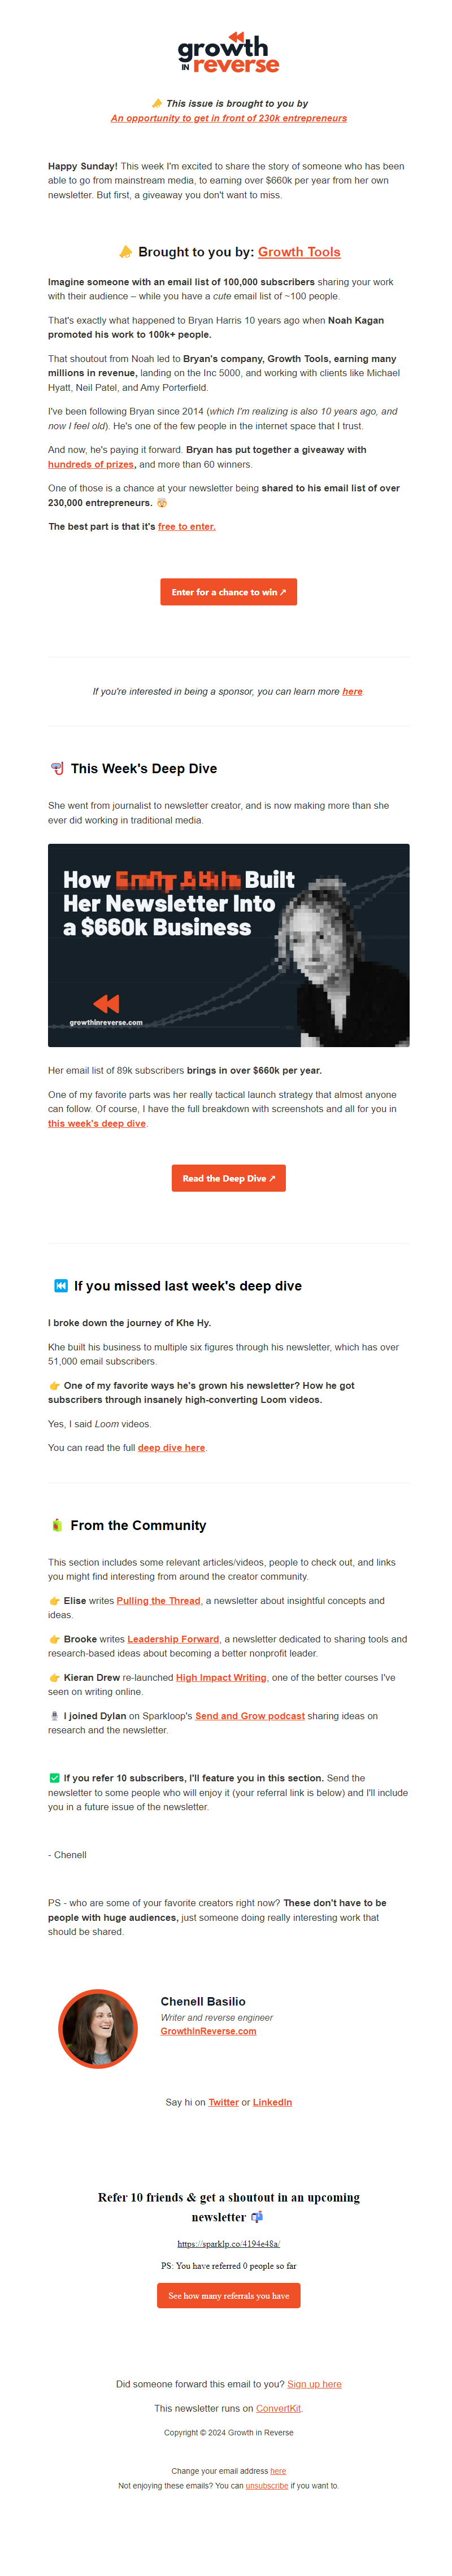 growth
IN reverse
This issue is brought to you by
An opportunity to get in front of 230k entrepreneurs
Happy Sunday! This week I'm excited to share the story of someone who has been
able to go from mainstream media, to earning over $660k per year from her own
newsletter. But first, a giveaway you don't want to miss.
Brought to you by: Growth Tools
Imagine someone with an email list of 100,000 subscribers sharing your work
with their audience – while you have a cute email list of ~100 people.
That's exactly what happened to Bryan Harris 10 years ago when Noah Kagan
promoted his work to 100k+ people.
That shoutout from Noah led to Bryan's company, Growth Tools, earning many
millions in revenue, landing on the Inc 5000, and working with clients like Michael
Hyatt, Neil Patel, and Amy Porterfield.
I've been following Bryan since 2014 (which I'm realizing is also 10 years ago, and
now I feel old). He's one of the few people in the internet space that I trust.
And now, he's paying it forward. Bryan has put together a giveaway with
hundreds of prizes, and more than 60 winners.
One of those is a chance at your newsletter being shared to his email list of over
230,000 entrepreneurs. 🤯
The best part is that it's free to enter.
Enter for a chance to win ↗
If you're interested in being a sponsor, you can learn more here.
This Week's Deep Dive
She went from journalist to newsletter creator, and is now making more than she
ever did working in traditional media.
How Built
Her Newsletter Into
a $660k Business
growthinreverse.com
Her email list of 89k subscribers brings in over $660k per year.
One of my favorite parts was her really tactical launch strategy that almost anyone
can follow. Of course, I have the full breakdown with screenshots and all for you in
this week's deep dive.
Read the Deep Dive ↗
If you missed last week's deep dive
I broke down the journey of Khe Hy.
Khe built his business to multiple six figures through his newsletter, which has over
51,000 email subscribers.
👉 One of my favorite ways he's grown his newsletter? How he got
subscribers through insanely high-converting Loom videos.
Yes, I said Loom videos.
You can read the full deep dive here.
From the Community
This section includes some relevant articles/videos, people to check out, and links
you might find interesting from around the creator community.
👉 Elise writes Pulling the Thread, a newsletter about insightful concepts and
ideas.
👉 Brooke writes Leadership Forward, a newsletter dedicated to sharing tools and
research-based ideas about becoming a better nonprofit leader.
👉 Kieran Drew re-launched High Impact Writing, one of the better courses I've
seen on writing online.
I joined Dylan on Sparkloop's Send and Grow podcast sharing ideas on
research and the newsletter.
✅ If you refer 10 subscribers, I'll feature you in this section. Send the
newsletter to some people who will enjoy it (your referral link is below) and I'll include
you in a future issue of the newsletter.
- Chenell
PS - who are some of your favorite creators right now? These don't have to be
people with huge audiences, just someone doing really interesting work that
should be shared.
Chenell Basilio
Writer and reverse engineer
GrowthInReverse.com
Say hi on Twitter or LinkedIn
Refer 10 friends & get a shoutout in an upcoming
newsletter 📬
https://sparklp.co/4194e48a/
PS: You have referred 0 people so far
See how many referrals you have
Did someone forward this email to you? Sign up here
This newsletter runs on ConvertKit.
Copyright © 2024 Growth in Reverse
Change your email address here
Not enjoying these emails? You can unsubscribe if you want to.